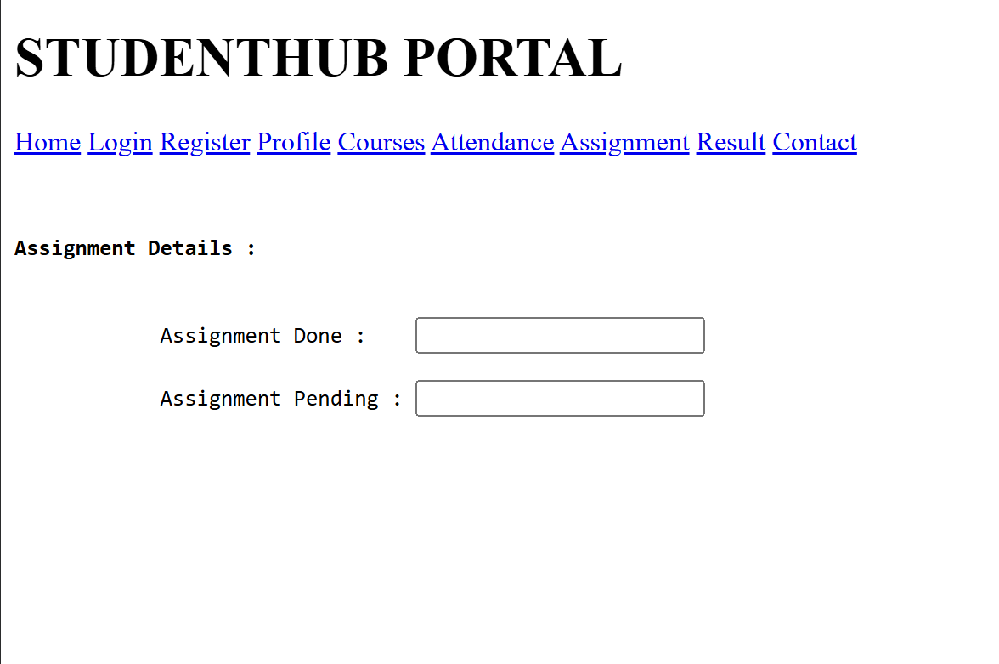 STUDENTHUB PORTAL
Home Login Register Profile Courses Attendance Assignment Result Contact
Assignment Details :
Assignment Done :
Assignment Pending :